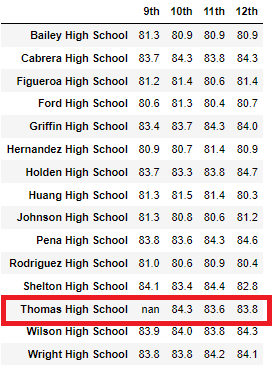 9th 10th 11th 12th
Bailey High School 81.3 80.9 80.9 80.9
Cabrera High School 83.7 84.3 83.8 84.3
Figueroa High School 81.2 81.4 80.6 81.4
Ford High School 80.6 81.3 80.4 80.7
Griffin High School 83.4 83.7 84.3 84.0
Hernandez High School 80.9 80.7 81.4 80.9
Holden High School 83.7 83.3 83.8 84.7
Huang High School 81.3 81.5 81.4 80.3
Johnson High School 81.3 80.8 80.6 81.2
Pena High School 83.8 83.6 84.3 84.6
Rodriguez High School 81.0 80.6 80.9 80.4
Shelton High School 84.1 83.4 84.4 82.8
Thomas High School nan 84.3 83.6 83.8
Wilson High School 83.9 84.0 83.8 84.3
Wright High School 83.8 83.8 84.2 84.1